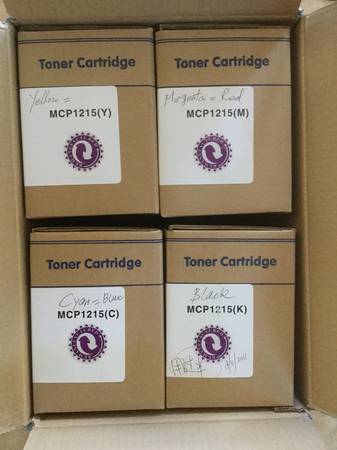 Toner Cartridge
Yellow =
MCP1215(Y)
Toner Cartridge
Magenta = Red
MCP1215(M)
Toner Cartridge
Cyan = Blue
MCP1215(C)
Toner Cartridge
Black
MCP1215(K)